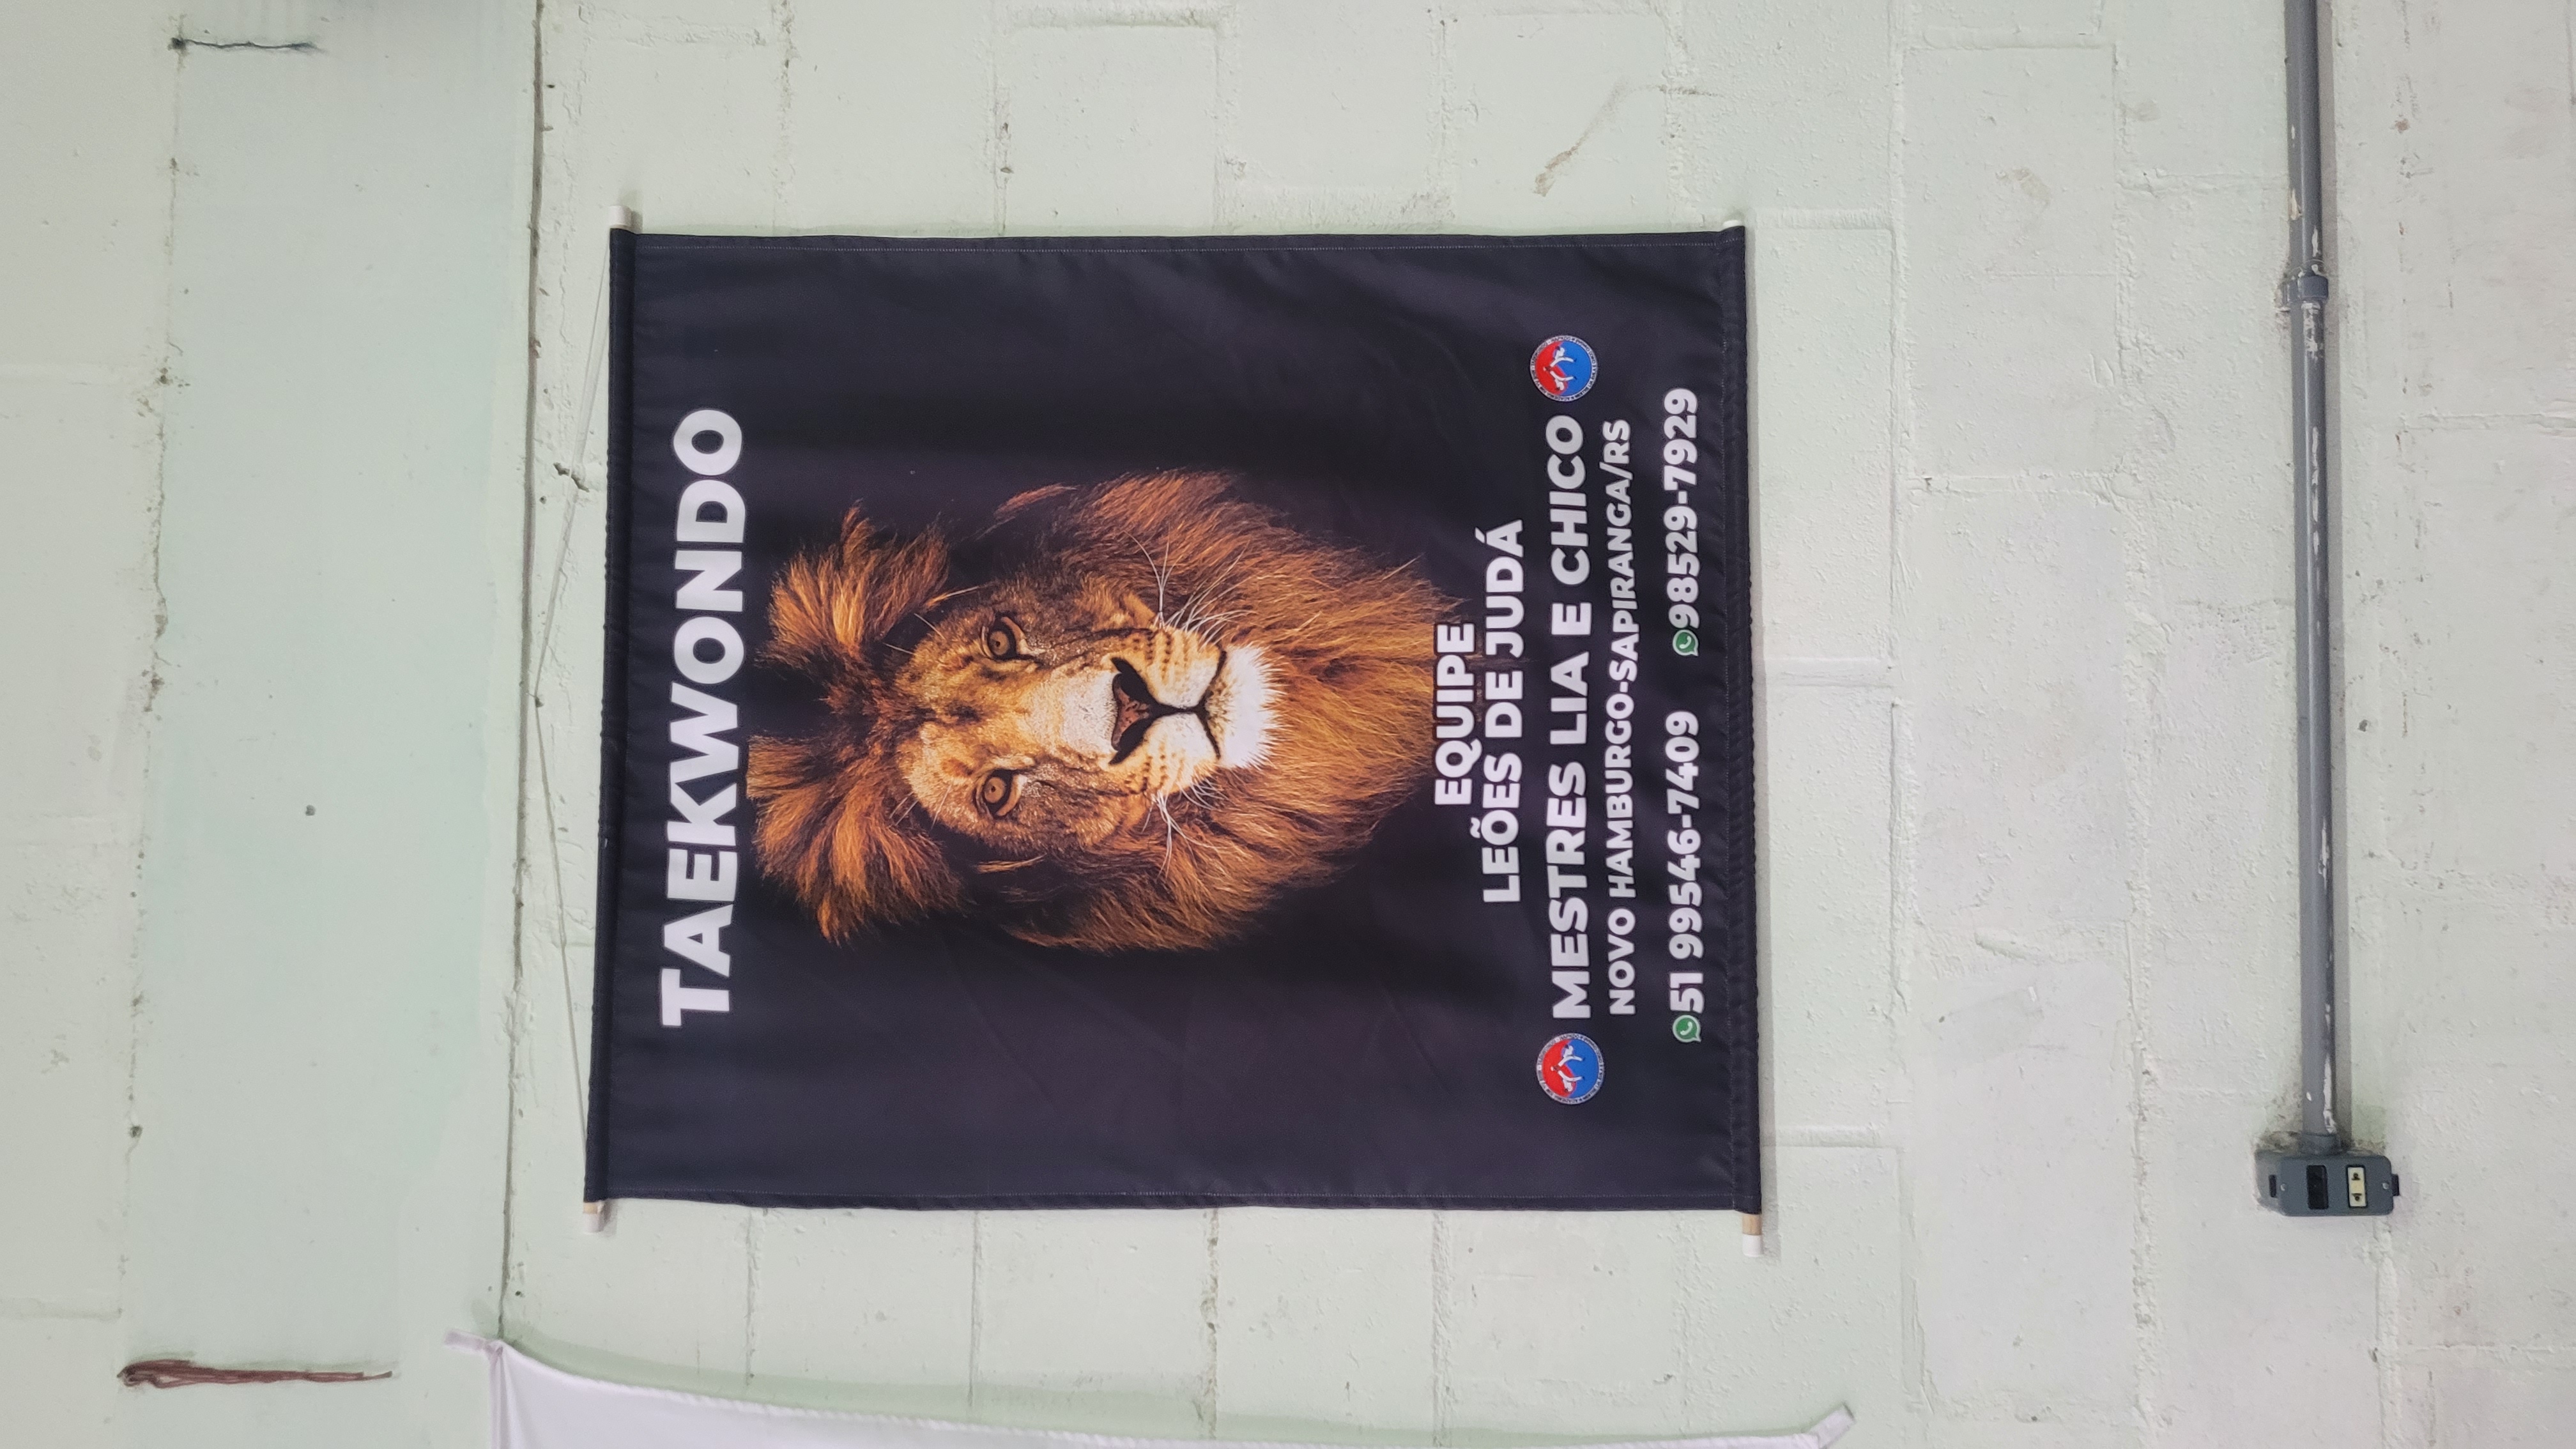 TAEKWONDO
EQUIPE
LEÕES DE JUDÁ
MESTRES LIA E CHICO
NOVO HAMBURGO-SAPIRANGA/RS
51 99546-7409 98529-7929